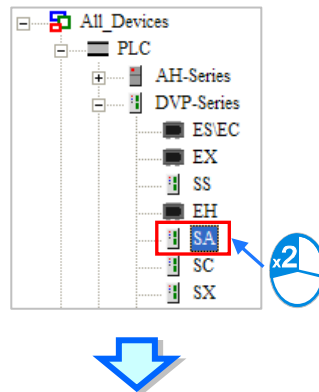 All_Devices
PLC
AH-Series
DVP-Series
ES\EC
EX
SS
EH
SA
x2
SC
SX